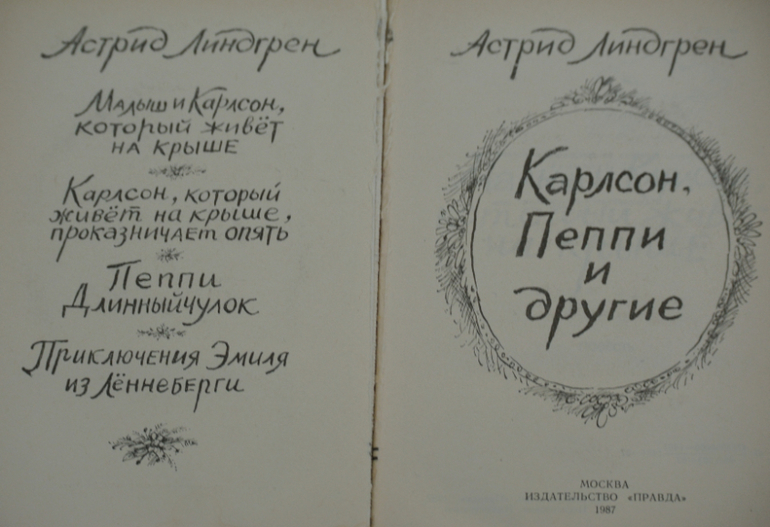 Астрид Линдгрен
Малыш и Карлсон,
который живёт
на крыше
Карлсон, который
живёт на крыше,
проказничает опять
Пеппи
Длинныйчулок
Приключения Эмиля
из Лённеберги
Астрид Линдгрен
Карлсон,
Пеппи
и
другие
МОСКВА
ИЗДАТЕЛЬСТВО «ПРАВДА»
1987